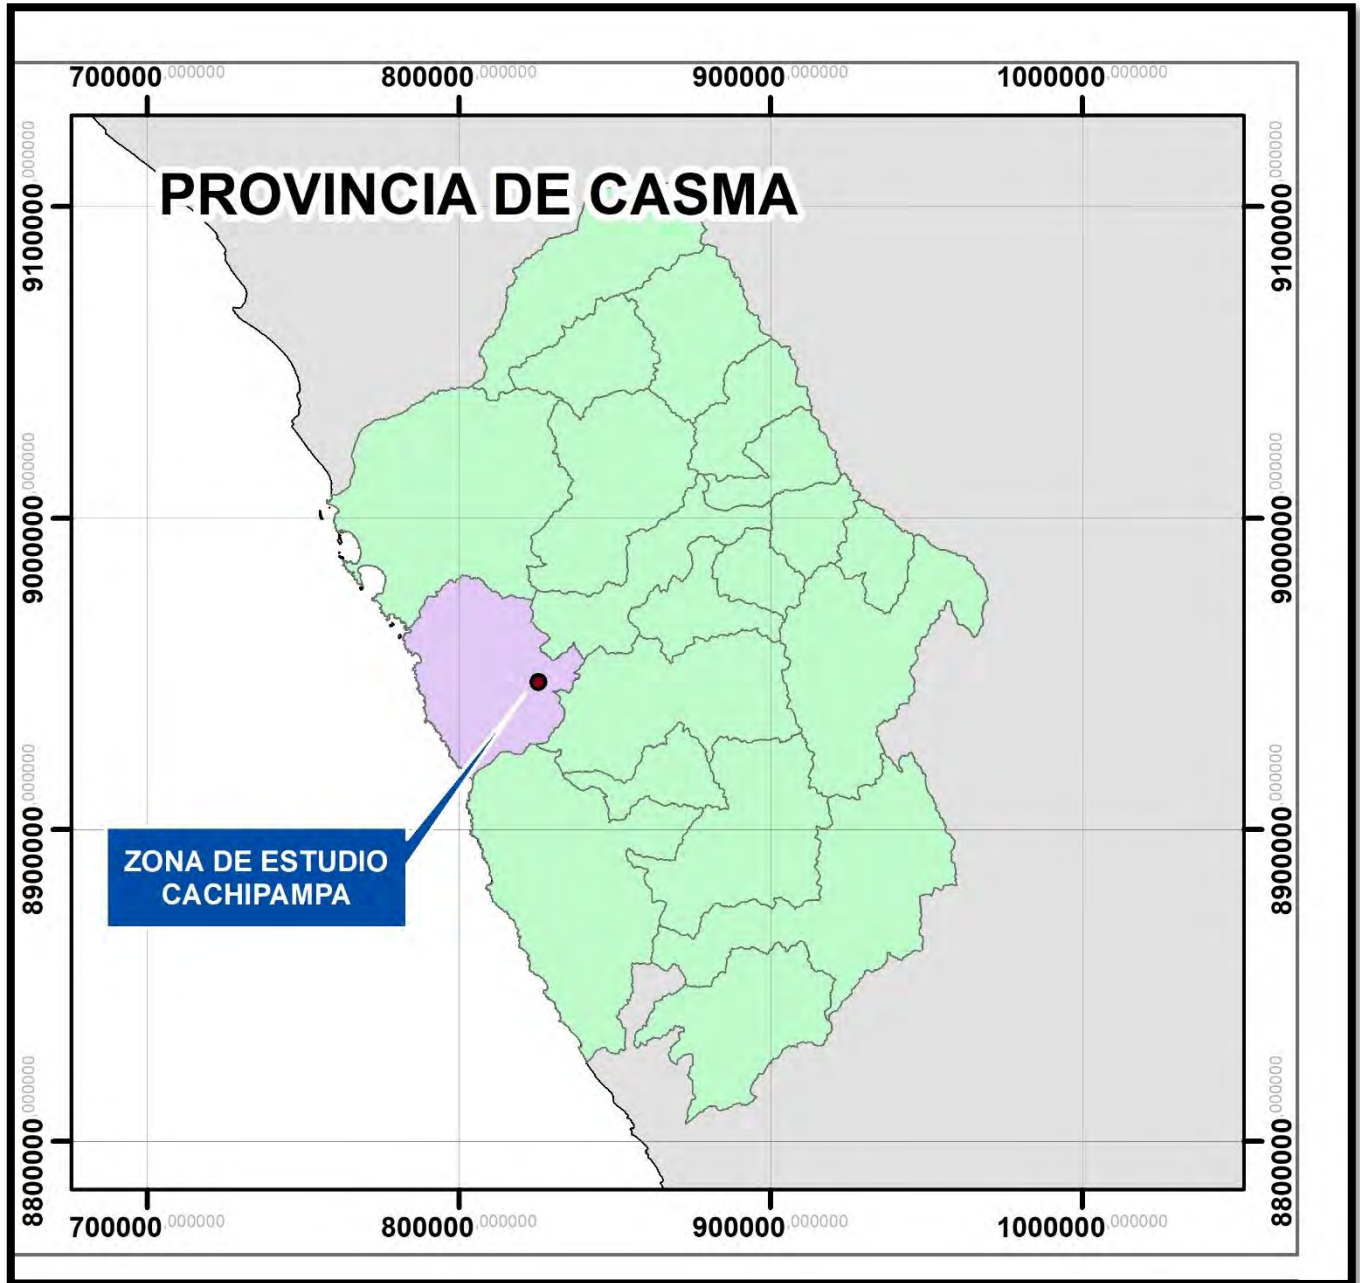 700000,000000 800000,000000 900000,000000 1000000,000000
PROVINCIA DE CASMA
9100000,000000 9100000,000000
9000000,000000 9000000,000000
8900000,000000 8900000,000000
ZONA DE ESTUDIO
CACHIPAMPA
8800000,000000 8800000,000000
700000,000000 800000,000000 900000,000000 1000000,000000